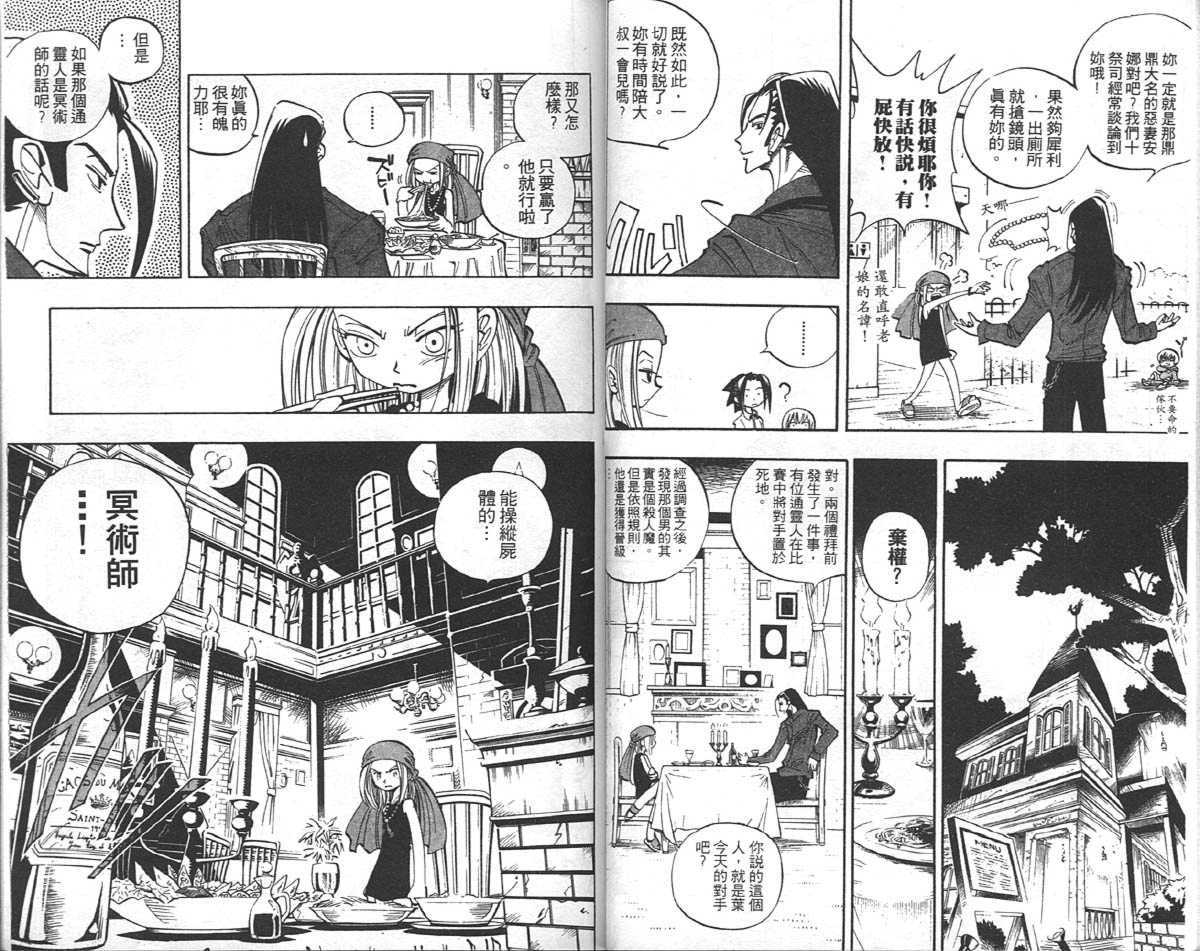 妳一定就是那鼎
鼎大名的惡妻安
娜對吧？我們十
祭司經常談論到
妳哦！
果然夠犀利
，一出廁所
就搶鏡頭，
真有妳的。
你很煩耶你！
有話快說，有
屁快放！
天哪
還敢直呼老
娘的名諱！
不要命的
傢伙…
既然如此，一
切就好說了。
妳有時間陪大
叔一會兒嗎？
………
？
棄權？
MENU
對。兩個禮拜前
發生了一件事，
有位通靈人在比
賽中將對手置於
死地。
經過調查之後，
發現那個男的其
實是個殺人魔。
但是依照規則，
他還是獲得晉級
…
你說的這個
人，就是葉
今天的對手
吧？
那又怎
麼樣？
只要贏了
他就行啦
。
……
妳真的
很有魄
力耶…
但是
…
如果那個通
靈人是冥術
師的話呢？
能操縱屍
體的…
冥術師
…！
SAINT-